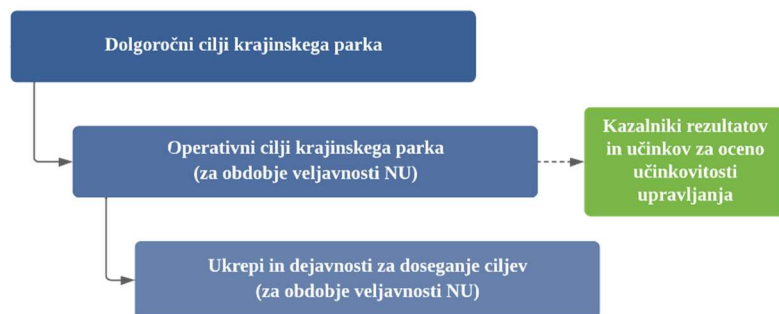 Dolgoročni cilji krajinskega parka
Operativni cilji krajinskega parka
(za obdobje veljavnosti NU)
Kazalniki rezultatov
in učinkov za oceno
učinkovitosti
upravljanja
Ukrepi in dejavnosti za doseganje ciljev
(za obdobje veljavnosti NU)